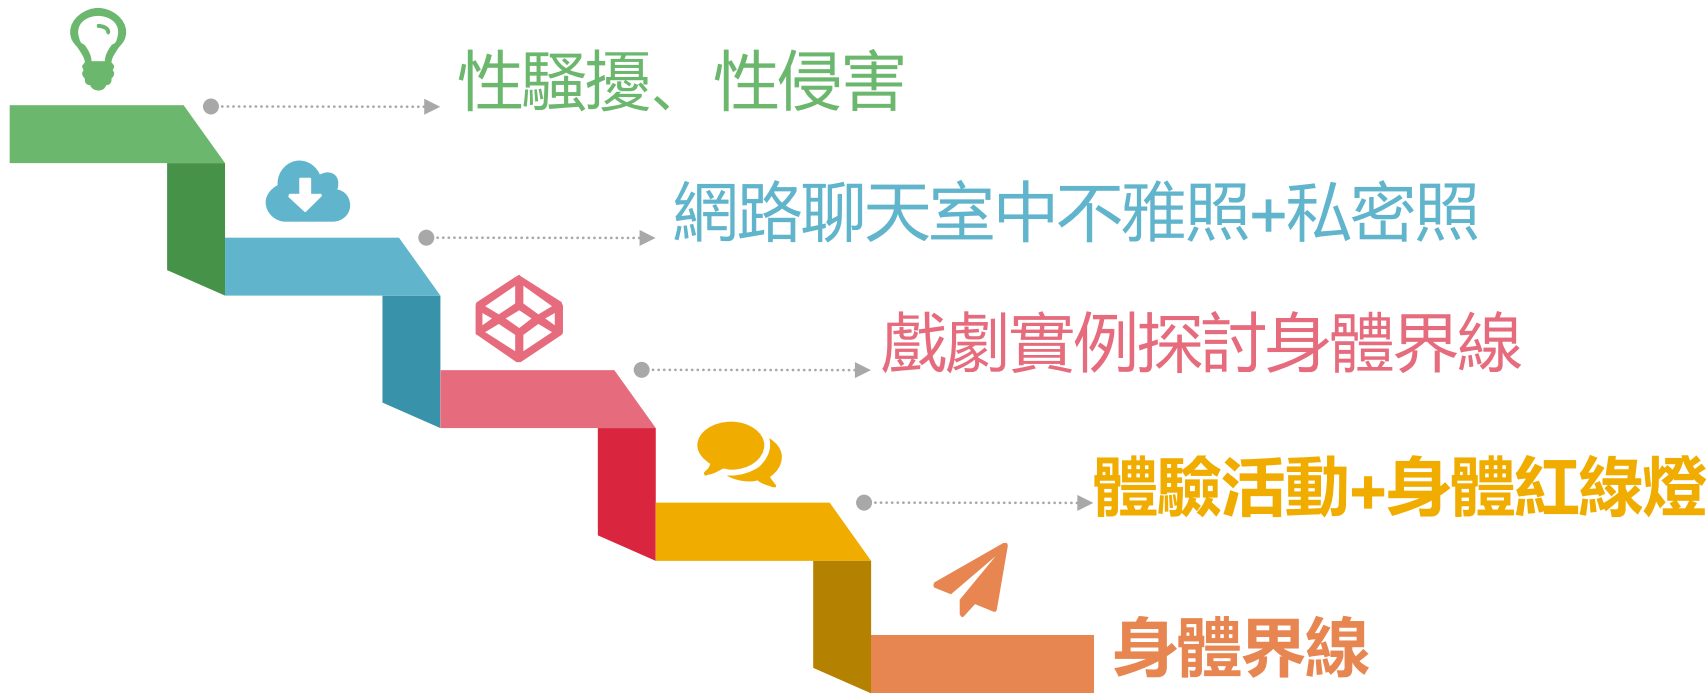 性騷擾、性侵害
網路聊天室中不雅照+私密照
戲劇實例探討身體界線
體驗活動+身體紅綠燈
身體界線